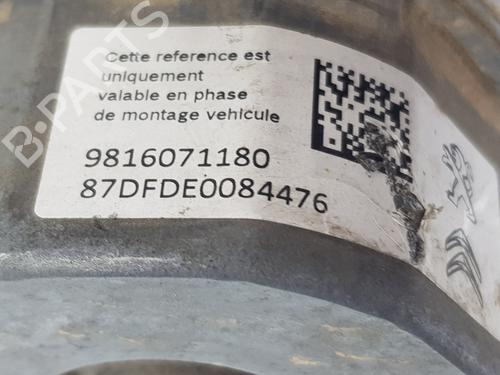 Cette reference est
uniquement
valable en phase
de montage vehicule
9816071180
87DFDE0084476
B-PARTS